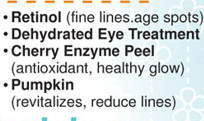 • Retinol (fine lines.age spots)
• Dehydrated Eye Treatment
• Cherry Enzyme Peel
(antioxidant, healthy glow)
• Pumpkin
(revitalizes, reduce lines)